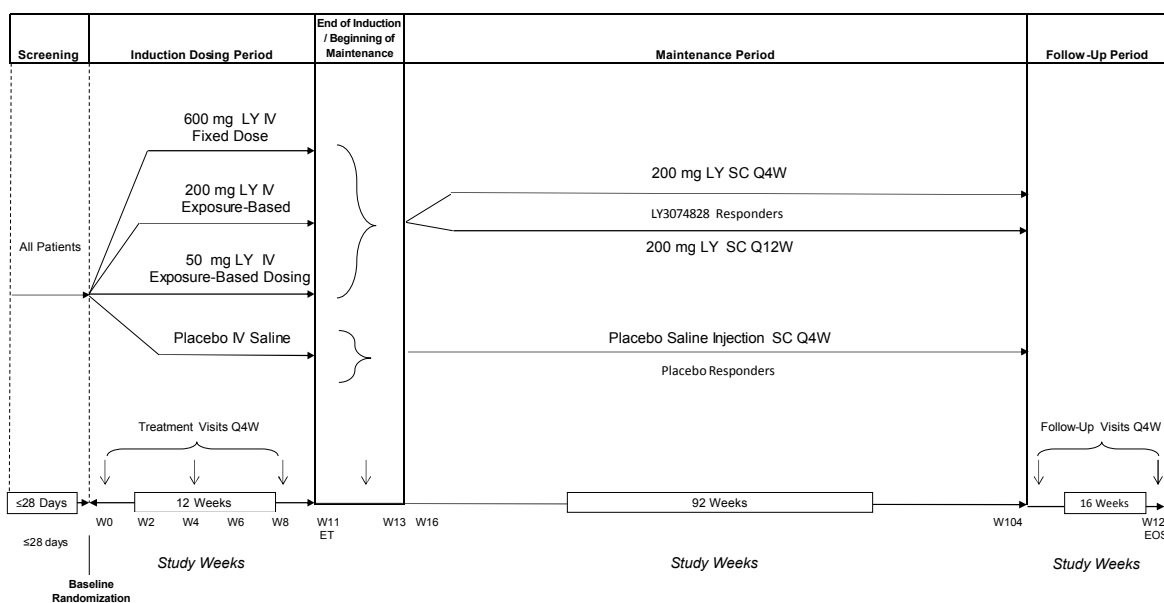 Screening
Induction Dosing Period
End of Induction
/ Beginning of
Maintenance
Maintenance Period
Follow-Up Period
600 mg LY IV
Fixed Dose
200 mg LY IV
Exposure-Based
50 mg LY IV
Exposure-Based Dosing
Placebo IV Saline
All Patients
200 mg LY SC Q4W
LY3074828 Responders
200 mg LY SC Q12W
Placebo Saline Injection SC Q4W
Placebo Responders
Treatment Visits Q4W
Follow-Up Visits Q4W
≤28 Days
12 Weeks
92 Weeks
16 Weeks
W0 W2 W4 W6 W8 W11 W13 W16 W104 W12
ET
EOS
≤28 days
Study Weeks
Study Weeks
Study Weeks
Baseline
Randomization